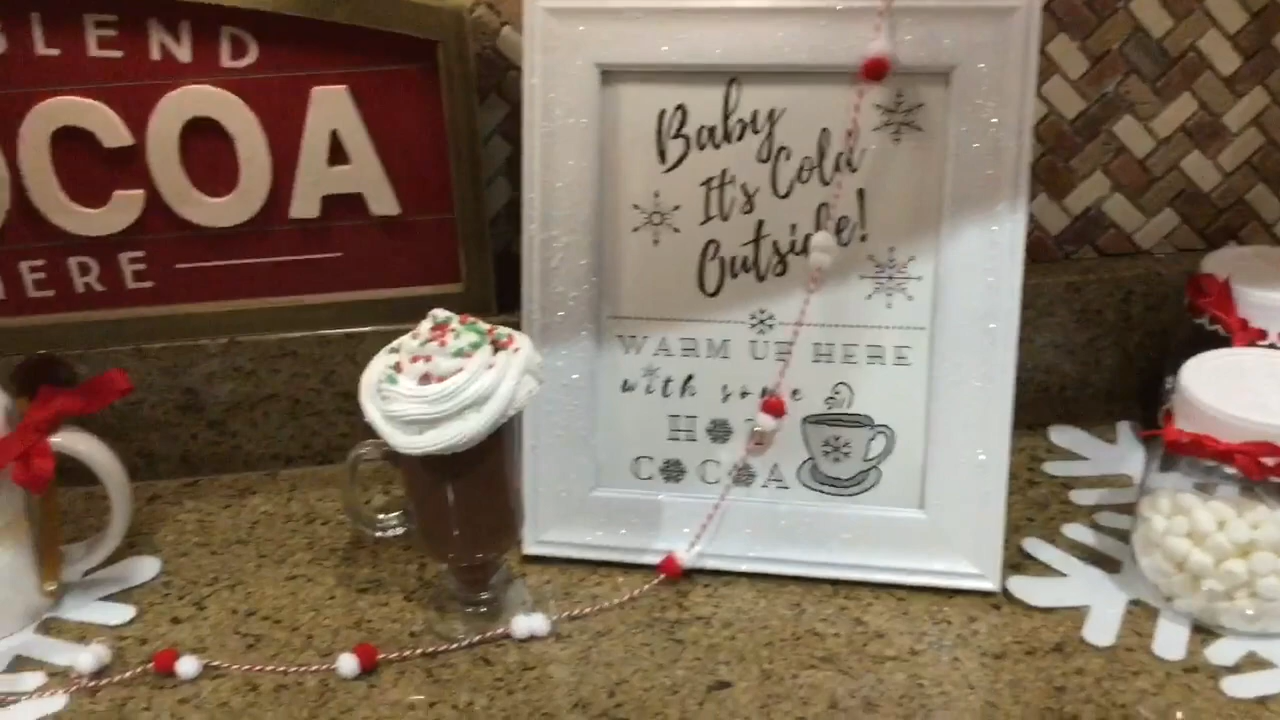 BLEND
COCOA
HERE
Baby
It's Cold
Outside!
WARM UP HERE
with some
HOT
COCOA